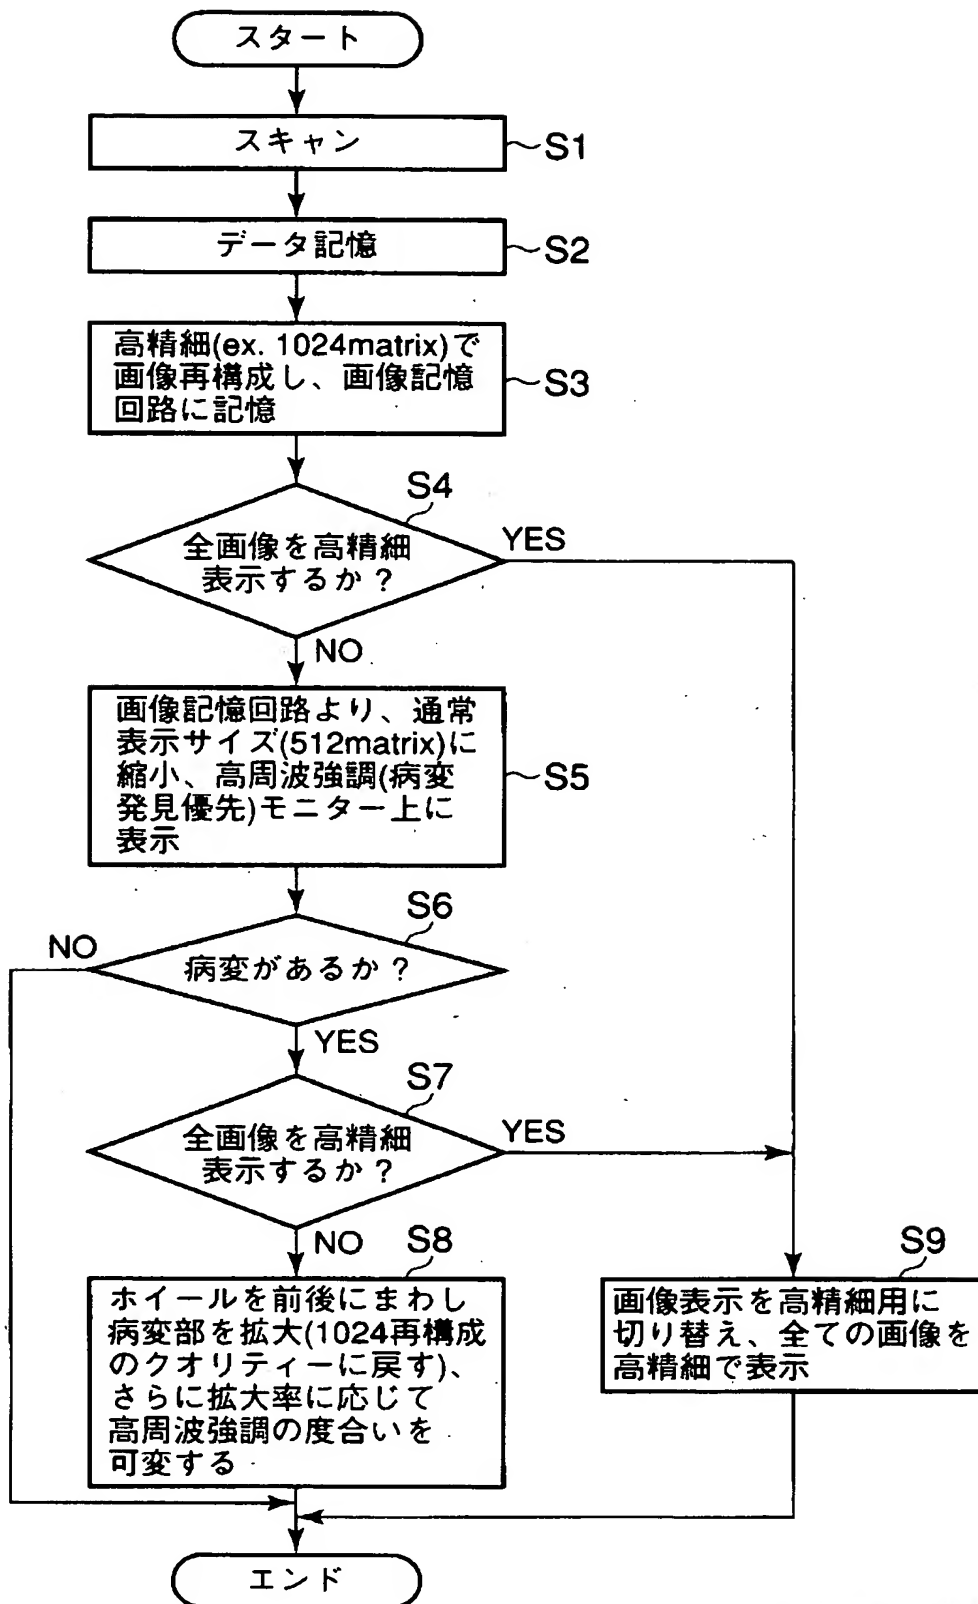 スタート
スキャン
S1
データ記憶
S2
高精細(ex. 1024matrix)で
画像再構成し、画像記憶
回路に記憶
S3
S4
全画像を高精細
表示するか?
YES
NO
画像記憶回路より、通常
表示サイズ(512matrix)に
縮小、高周波強調(病変
発見優先)モニター上に
表示
S5
S6
NO
病変があるか?
YES
S7
全画像を高精細
表示するか?
YES
NO
S8
ホイールを前後にまわし
病変部を拡大(1024再構成
のクオリティーに戻す)、
さらに拡大率に応じて
高周波強調の度合いを
可変する
S9
画像表示を高精細用に
切り替え、全ての画像を
高精細で表示
エンド